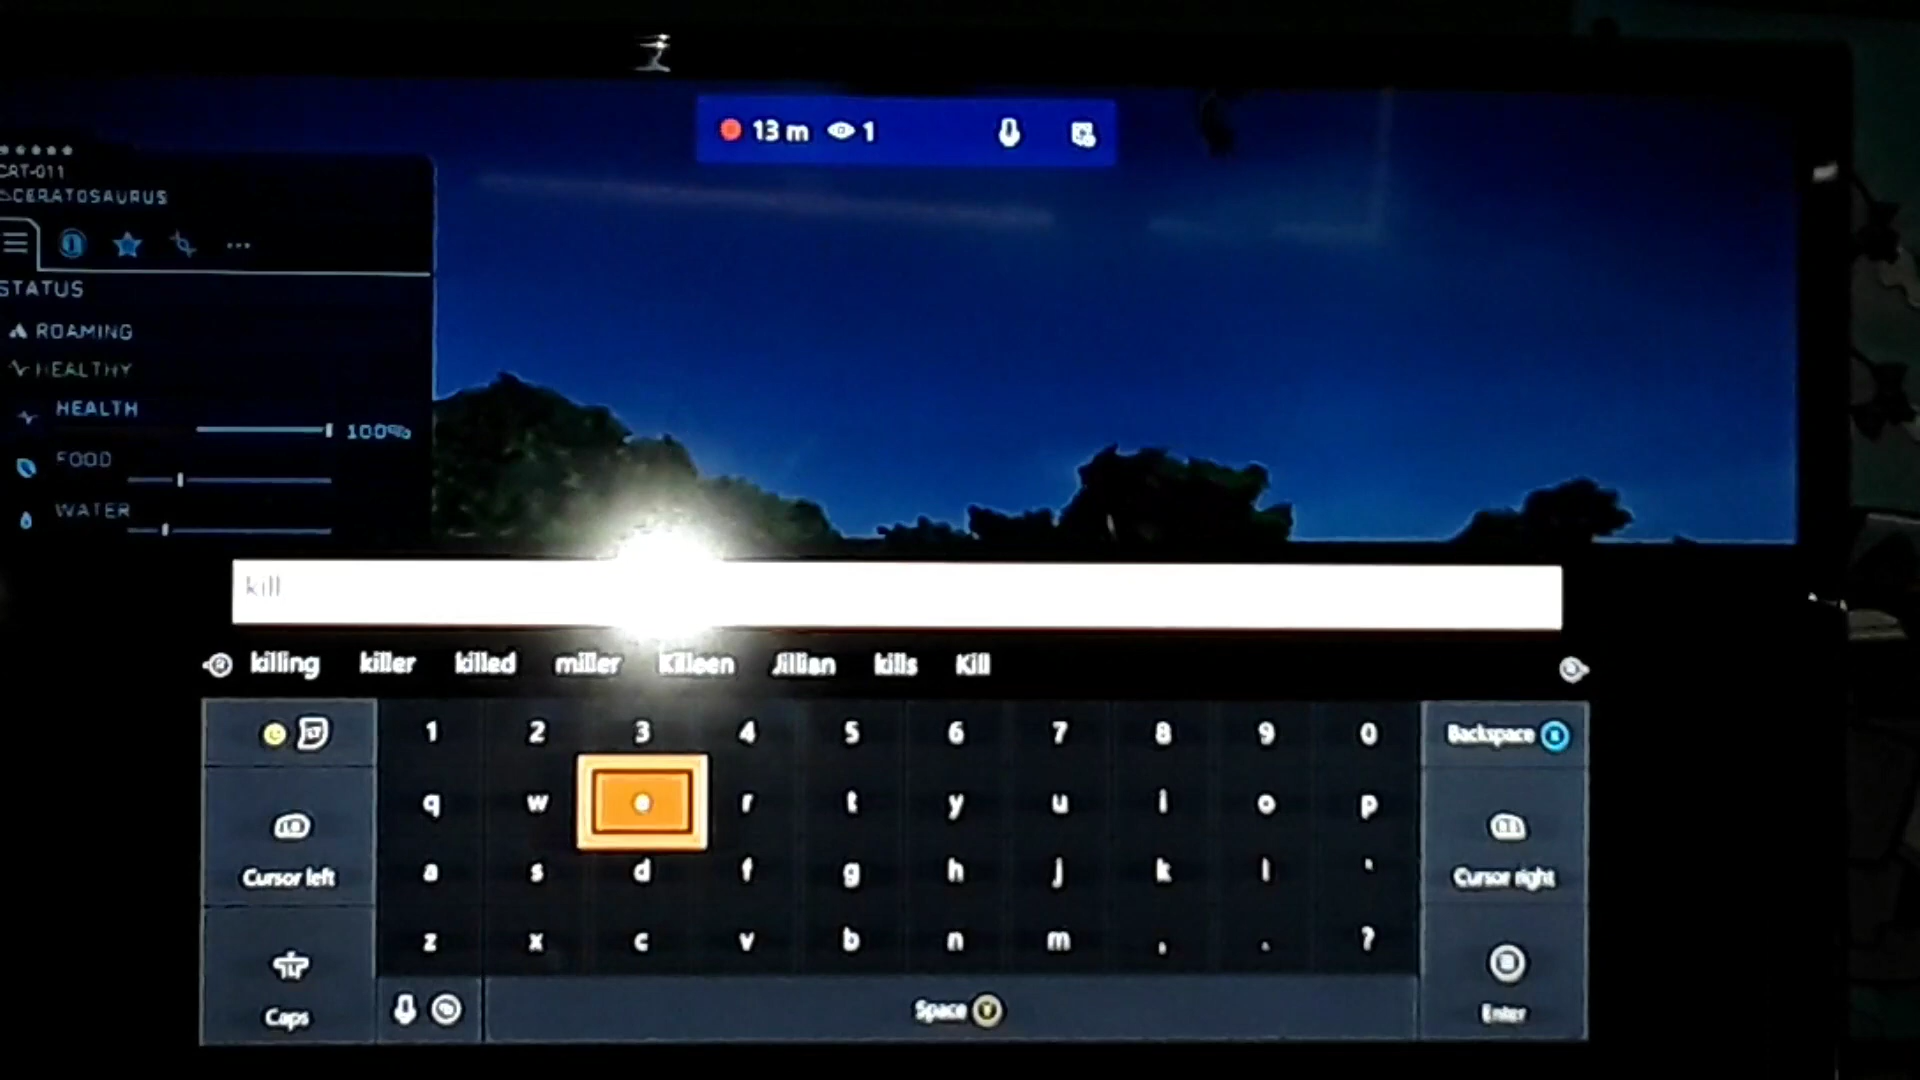 13 m 1
CRT-011
CERATOSAURUS
STATUS
ROAMING
HEALTHY
HEALTH
100%
FOOD
WATER
kill
killing killer killed miller Killeen Jillian kills Kill
1 2 3 4 5 6 7 8 9 0 Backspace
q w e r t y u i o p
a s d f g h j k l '
Cursor left Cursor right
z x c v b n m , . ?
Caps Space Enter